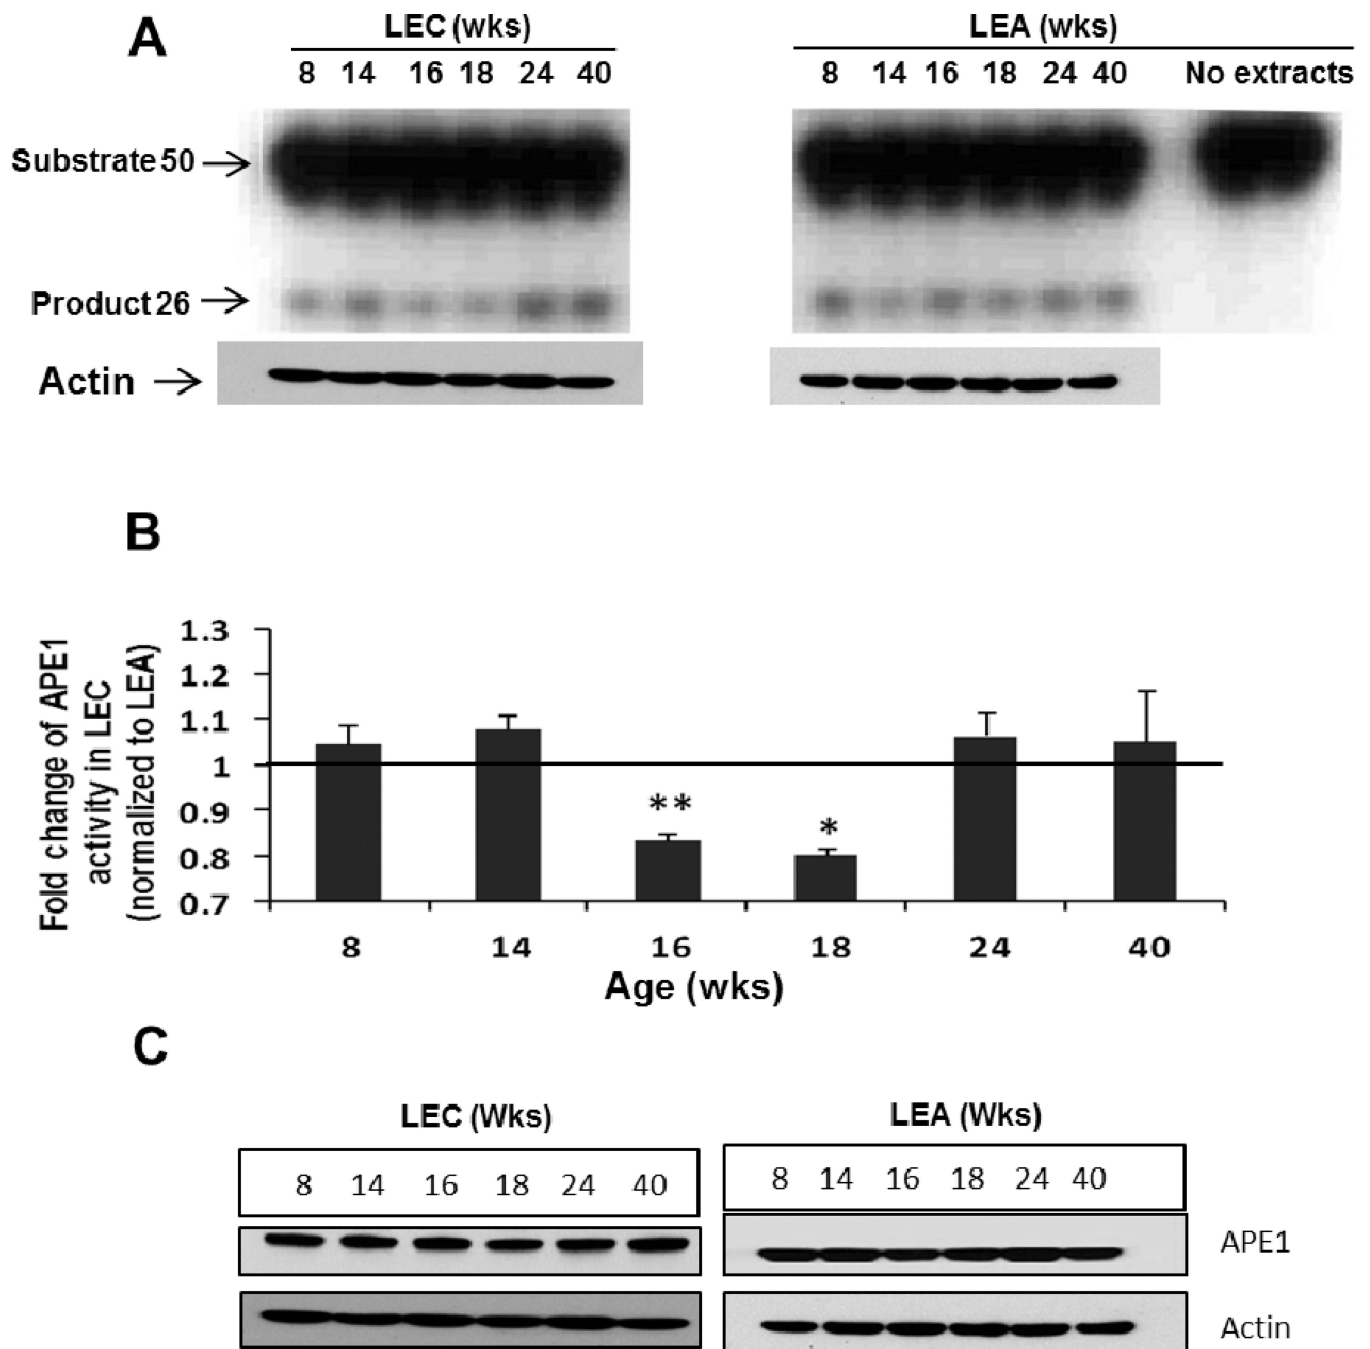 A
LEC (wks)
LEA (wks)
8 14 16 18 24 40
8 14 16 18 24 40 No extracts
Substrate 50
Product 26
Actin
B
Fold change of APE1
activity in LEC
(normalized to LEA)
1.3
1.2
1.1
1
0.9
0.8
0.7
**
*
8 14 16 18 24 40
Age (wks)
C
LEC (Wks)
LEA (Wks)
8 14 16 18 24 40
8 14 16 18 24 40
APE1
Actin